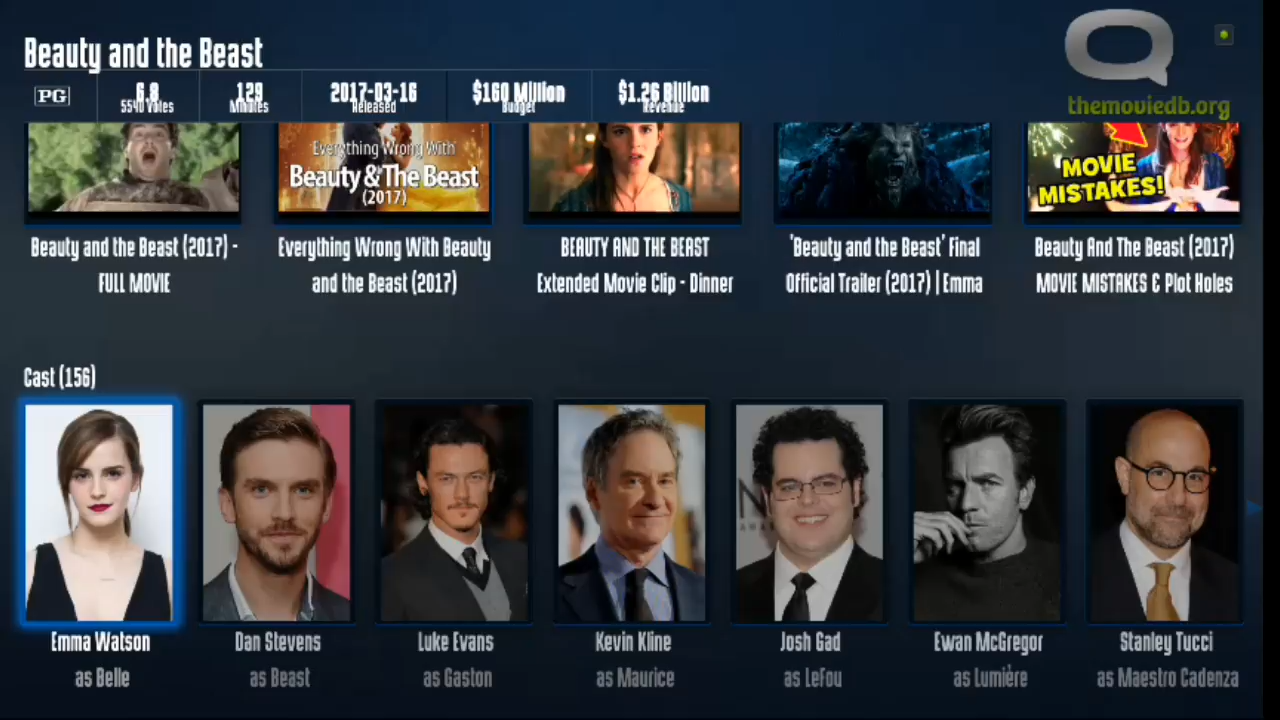 Beauty and the Beast
PG
6.8
5540 Votes
129
Minutes
2017-03-16
Released
$160 Million
Budget
$1.26 Billion
Revenue
themoviedb.org
Everything Wrong With
Beauty & The Beast
(2017)
MOVIE
MISTAKES!
Beauty and the Beast (2017) -
FULL MOVIE
Everything Wrong With Beauty
and the Beast (2017)
BEAUTY AND THE BEAST
Extended Movie Clip - Dinner
'Beauty and the Beast' Final
Official Trailer (2017) | Emma
Beauty And The Beast (2017)
MOVIE MISTAKES & Plot Holes
Cast (156)
Emma Watson
as Belle
Dan Stevens
as Beast
Luke Evans
as Gaston
Kevin Kline
as Maurice
Josh Gad
as LeFou
Ewan McGregor
as Lumière
Stanley Tucci
as Maestro Cadenza